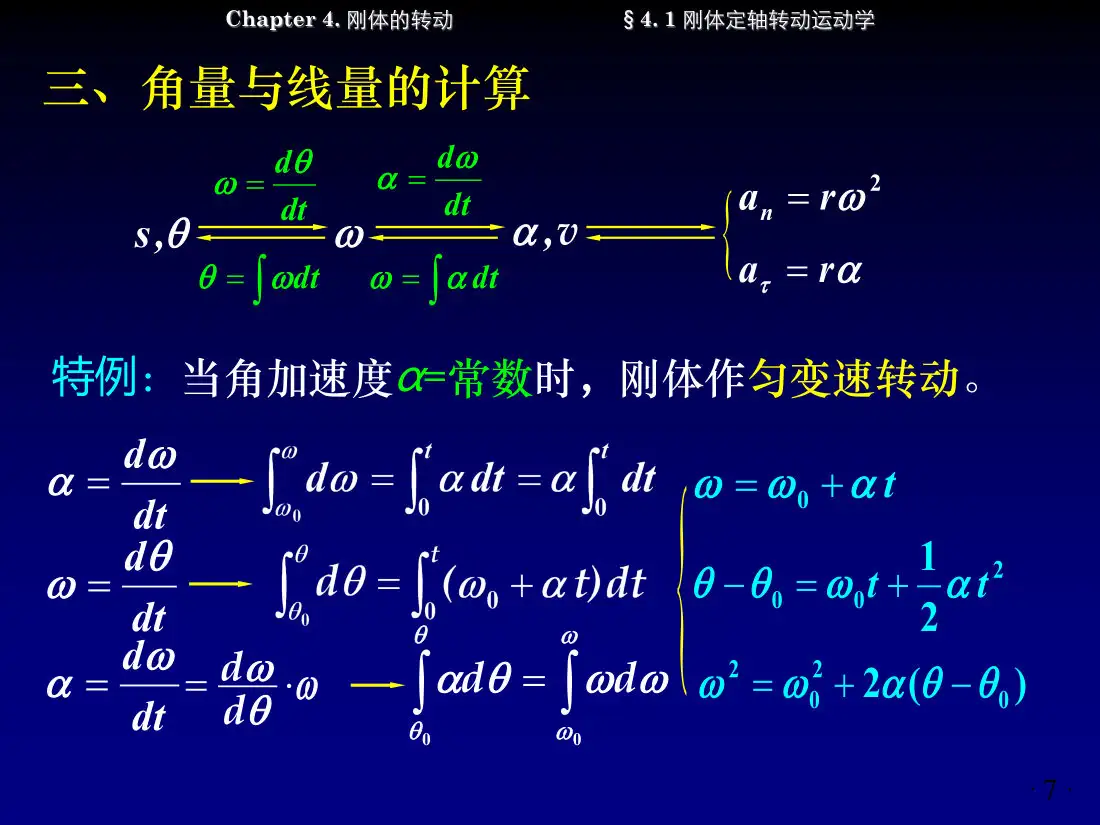 Chapter 4. 刚体的转动 §4.1 刚体定轴转动运动学
三、角量与线量的计算
ω = dθ/dt α = dω/dt
s,θ ω α,v { a_n = rω²
θ = ∫ωdt ω = ∫α dt a_τ = rα
特例：当角加速度α=常数时，刚体作匀变速转动。
α = dω/dt → ∫_{ω₀}^{ω} dω = ∫_0^t α dt = α∫_0^t dt ω = ω₀ + α t
ω = dθ/dt → ∫_{θ₀}^{θ} dθ = ∫_0^t (ω₀ + α t)dt θ − θ₀ = ω₀t + 1/2 α t²
α = dω/dt = dω/dθ · ω → ∫_{θ₀}^{θ} αdθ = ∫_{ω₀}^{ω} ωdω ω² = ω₀² + 2α(θ − θ₀)
· 7 ·